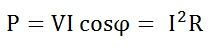 P = VI cosφ = I²R